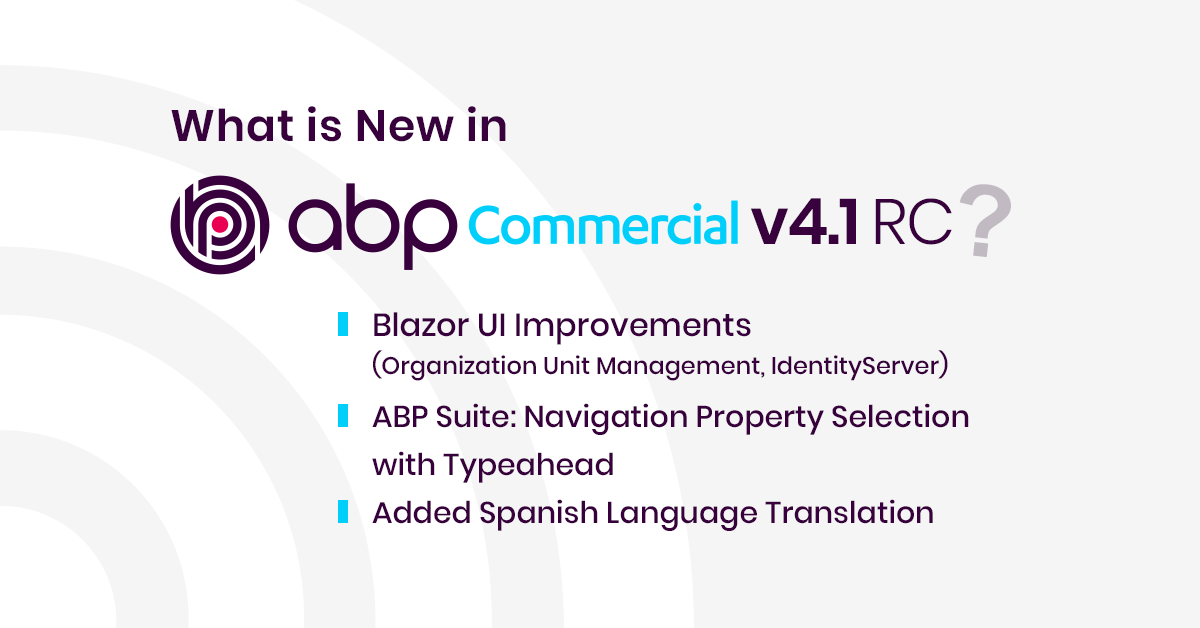 What is New in
abp Commercial v4.1 RC?
Blazor UI Improvements
(Organization Unit Management, IdentityServer)
ABP Suite: Navigation Property Selection
with Typeahead
Added Spanish Language Translation